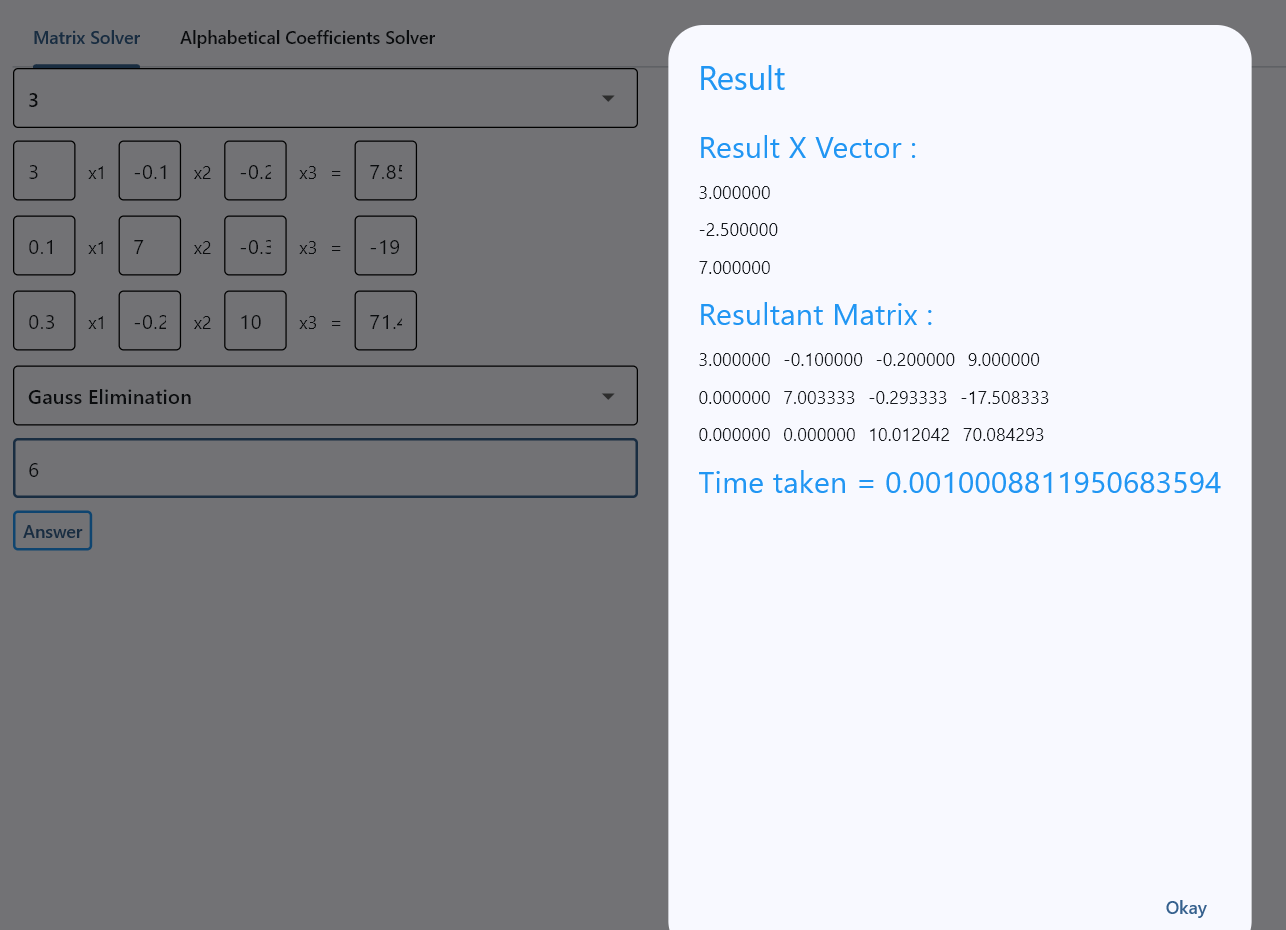 Matrix Solver Alphabetical Coefficients Solver
3
3 x1 -0.1 x2 -0.2 x3 = 7.85
0.1 x1 7 x2 -0.3 x3 = -19
0.3 x1 -0.2 x2 10 x3 = 71.4
Gauss Elimination
6
Answer
Result
Result X Vector :
3.000000
-2.500000
7.000000
Resultant Matrix :
3.000000 -0.100000 -0.200000 9.000000
0.000000 7.003333 -0.293333 -17.508333
0.000000 0.000000 10.012042 70.084293
Time taken = 0.0010008811950683594
Okay